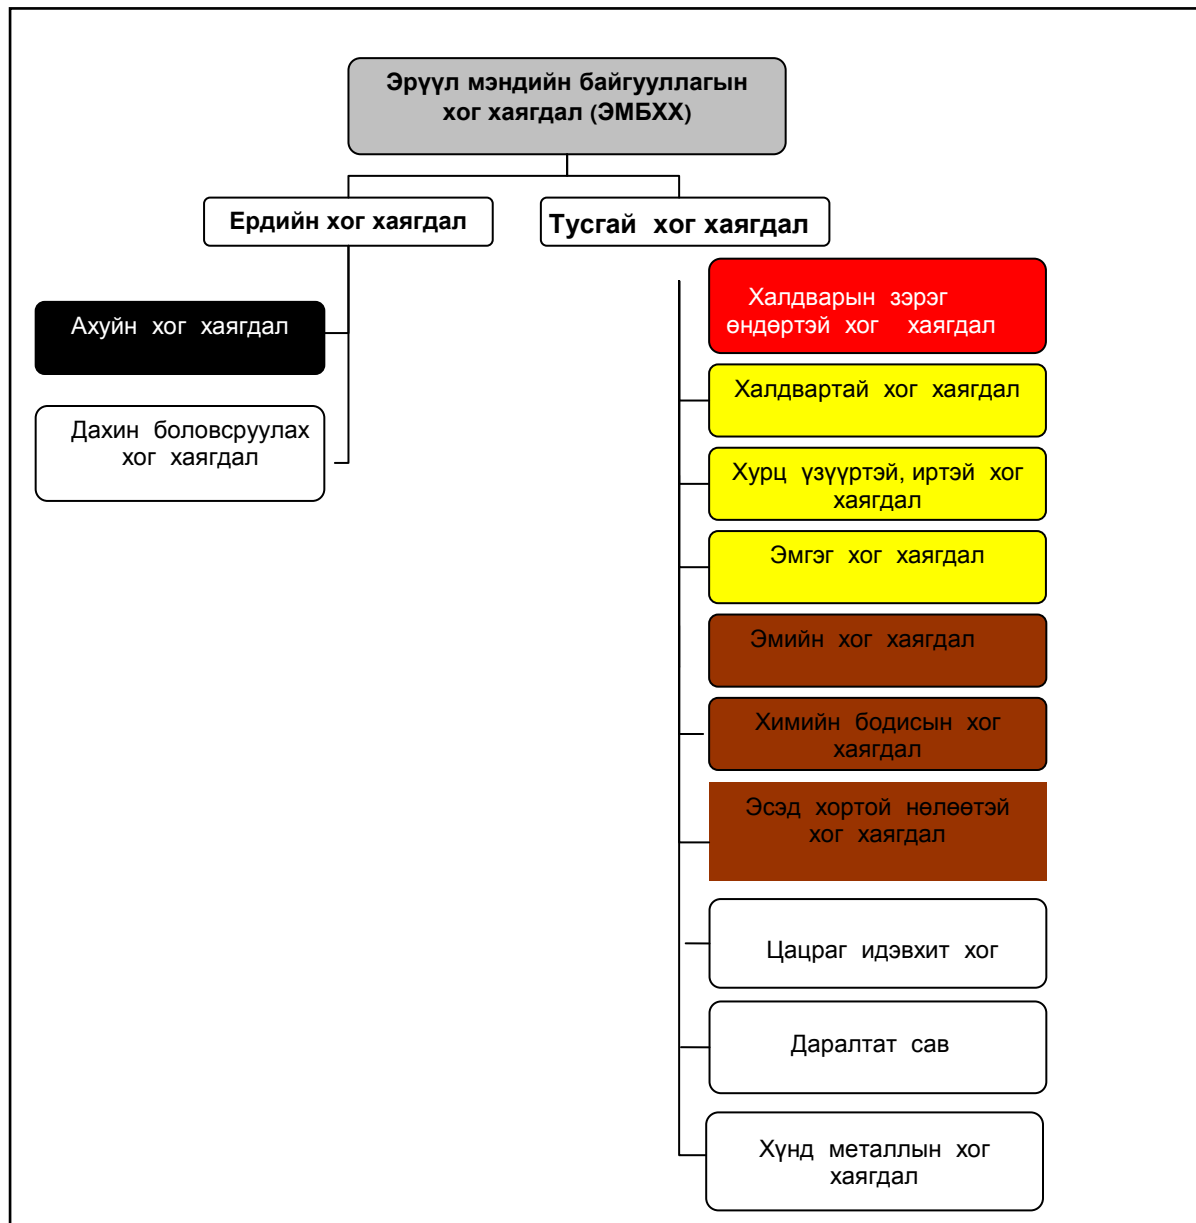 Эрүүл мэндийн байгууллагын
хог хаягдал (ЭМБХХ)
Ердийн хог хаягдал
Тусгай хог хаягдал
Ахуйн хог хаягдал
Дахин боловсруулах
хог хаягдал
Халдварын зэрэг
өндөртэй хог хаягдал
Халдвартай хог хаягдал
Хурц үзүүртэй, иртэй хог
хаягдал
Эмгэг хог хаягдал
Эмийн хог хаягдал
Химийн бодисын хог
хаягдал
Эсэд хортой нөлөөтэй
хог хаягдал
Цацраг идэвхит хог
Даралтат сав
Хүнд металлын хог
хаягдал